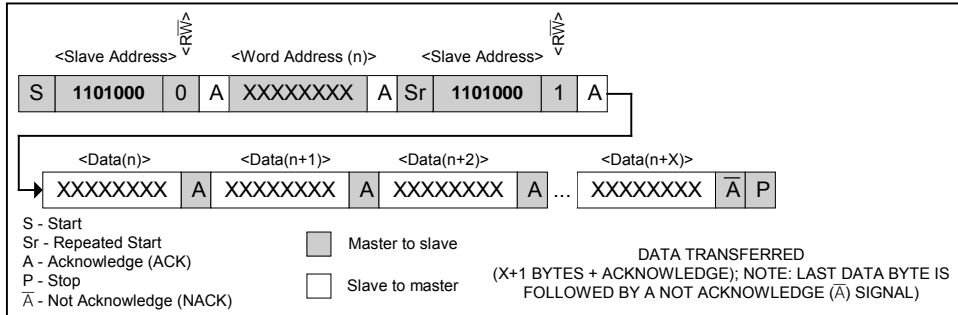 <RW̅>
<RW̅>
<Slave Address> <Word Address (n)> <Slave Address>
S 1101000 0 A XXXXXXXX A Sr 1101000 1 A
<Data(n)> <Data(n+1)> <Data(n+2)> <Data(n+X)>
XXXXXXXX A XXXXXXXX A XXXXXXXX A ... XXXXXXXX A̅ P
S - Start
Sr - Repeated Start
A - Acknowledge (ACK)
P - Stop
A̅ - Not Acknowledge (NACK)
Master to slave
Slave to master
DATA TRANSFERRED
(X+1 BYTES + ACKNOWLEDGE); NOTE: LAST DATA BYTE IS
FOLLOWED BY A NOT ACKNOWLEDGE (A̅) SIGNAL)